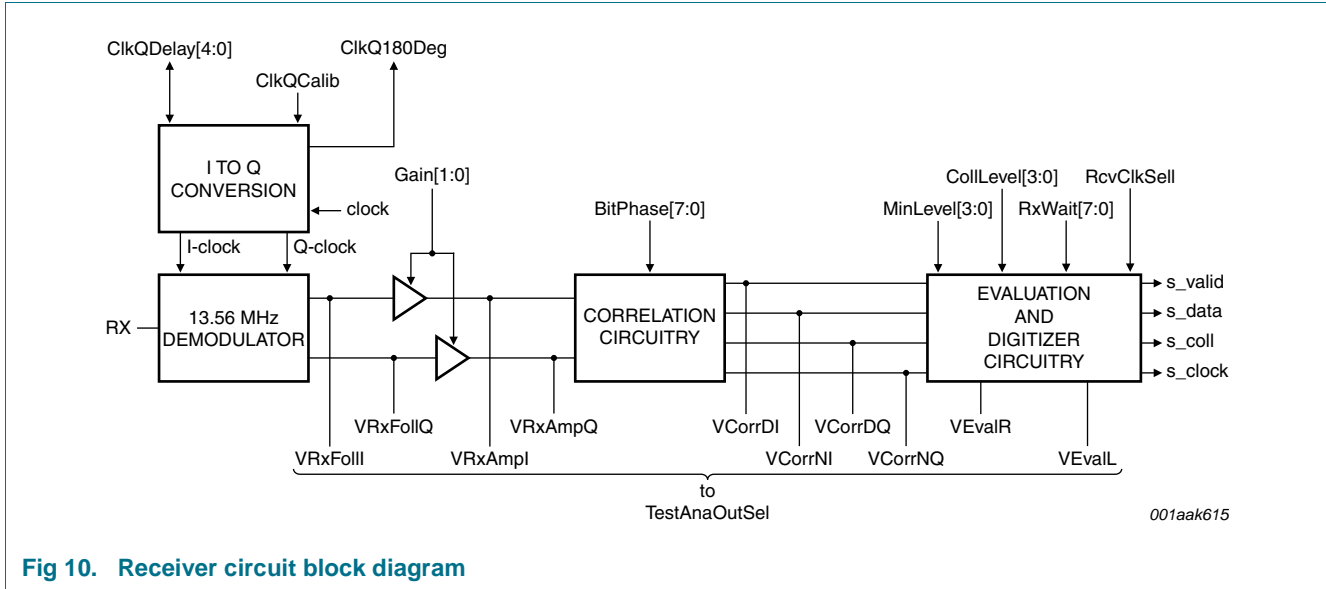 ClkQDelay[4:0]
ClkQ180Deg
ClkQCalib
I TO Q
CONVERSION
clock
I-clock
Q-clock
Gain[1:0]
BitPhase[7:0]
CollLevel[3:0]
RcvClkSell
MinLevel[3:0]
RxWait[7:0]
RX
13.56 MHz
DEMODULATOR
CORRELATION
CIRCUITRY
EVALUATION
AND
DIGITIZER
CIRCUITRY
s_valid
s_data
s_coll
s_clock
VRxFollQ
VRxAmpQ
VCorrDI
VCorrDQ
VEvalR
VRxFollI
VRxAmpI
VCorrNI
VCorrNQ
VEvalL
to
TestAnaOutSel
001aak615
Fig 10. Receiver circuit block diagram